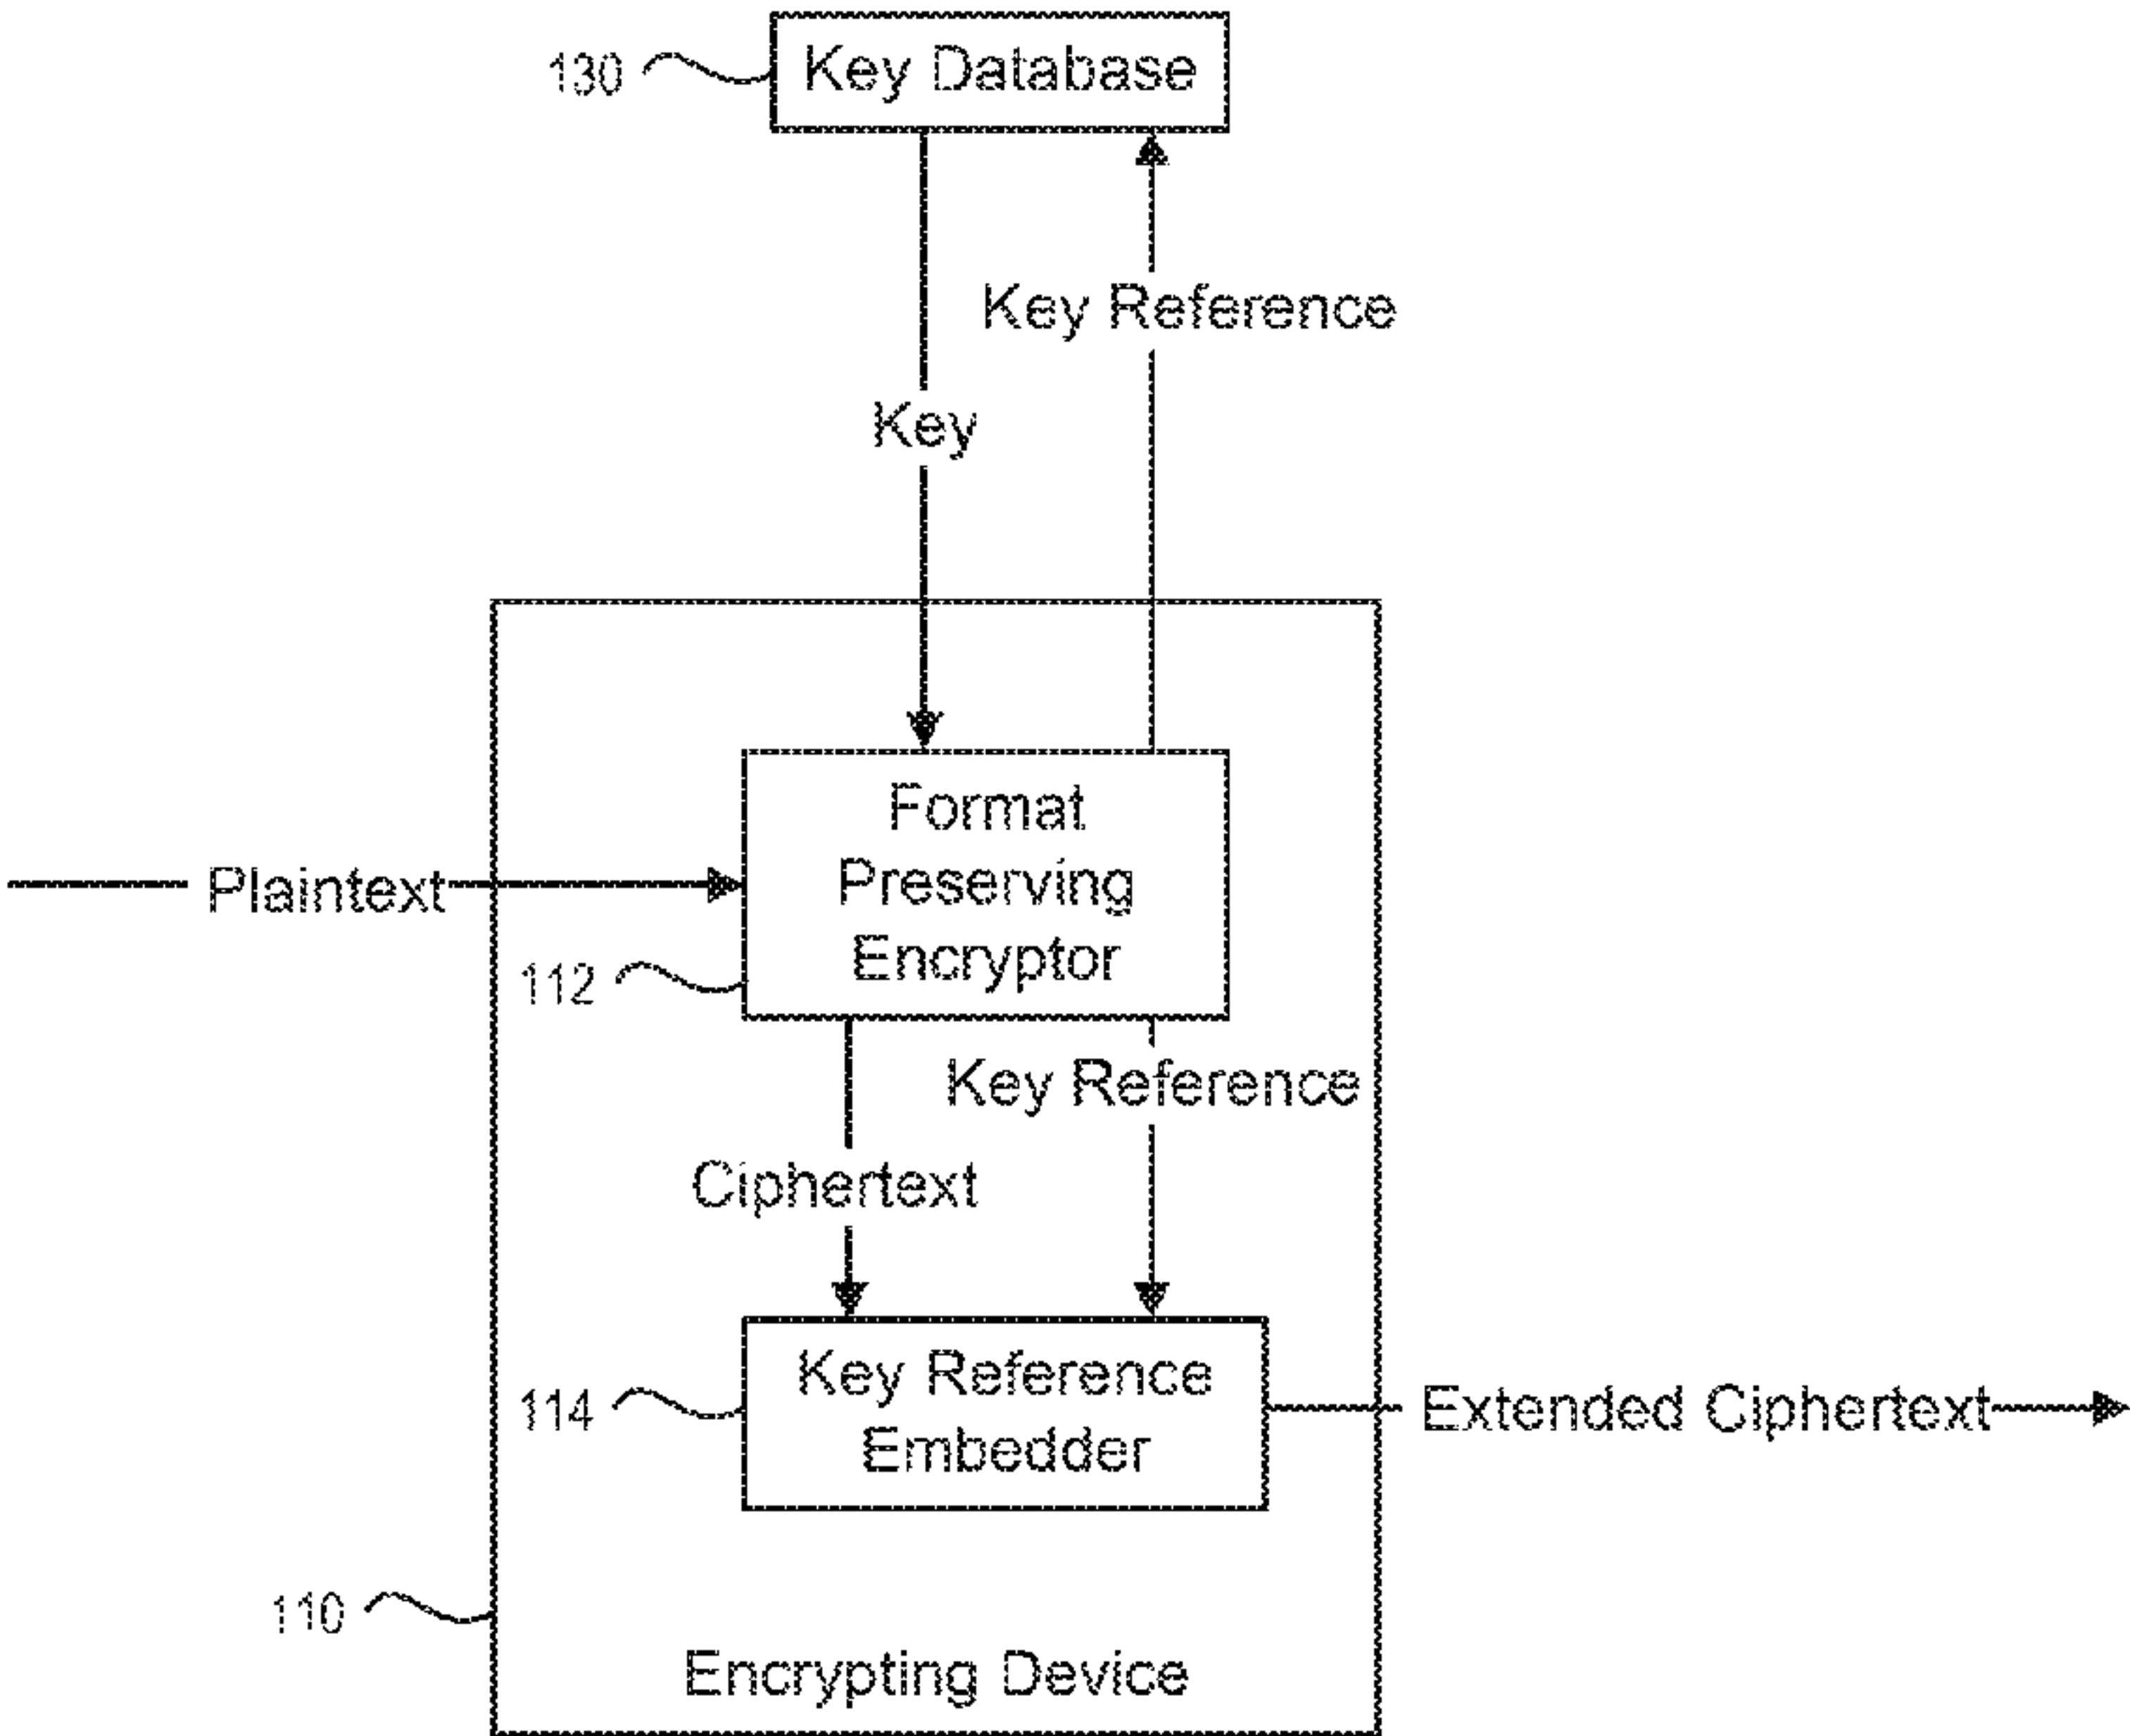 130
Key Database
Key Reference
Key
Format
Preserving
Encryptor
Plaintext
112
Key Reference
Ciphertext
Key Reference
Embedder
114
Extended Ciphertext
110
Encrypting Device